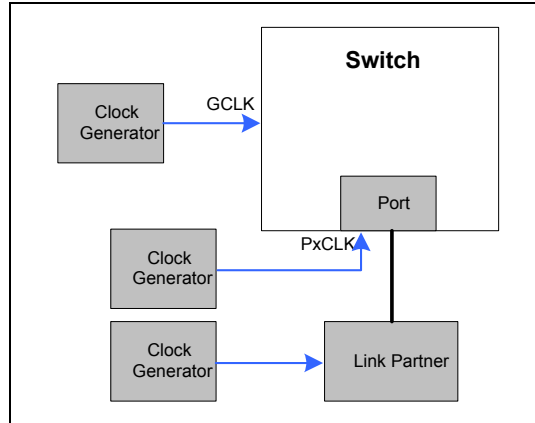 Switch
Clock
Generator
GCLK
Port
PxCLK
Clock
Generator
Clock
Generator
Link Partner